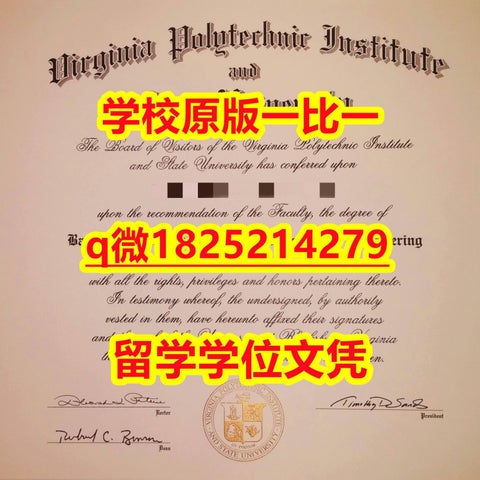 Virginia Polytechnic Institute
and
学校原版一比一
The Board of Visitors of the Virginia Polytechnic Institute
and State University has conferred upon
upon the recommendation of the Faculty, the degree of
q微1825214279
with all the rights, privileges and honors pertaining thereto.
In testimony whereof, the undersigned, by authority
vested in them, have hereunto affixed their signatures
留学学位文凭
Rector
President
Dean